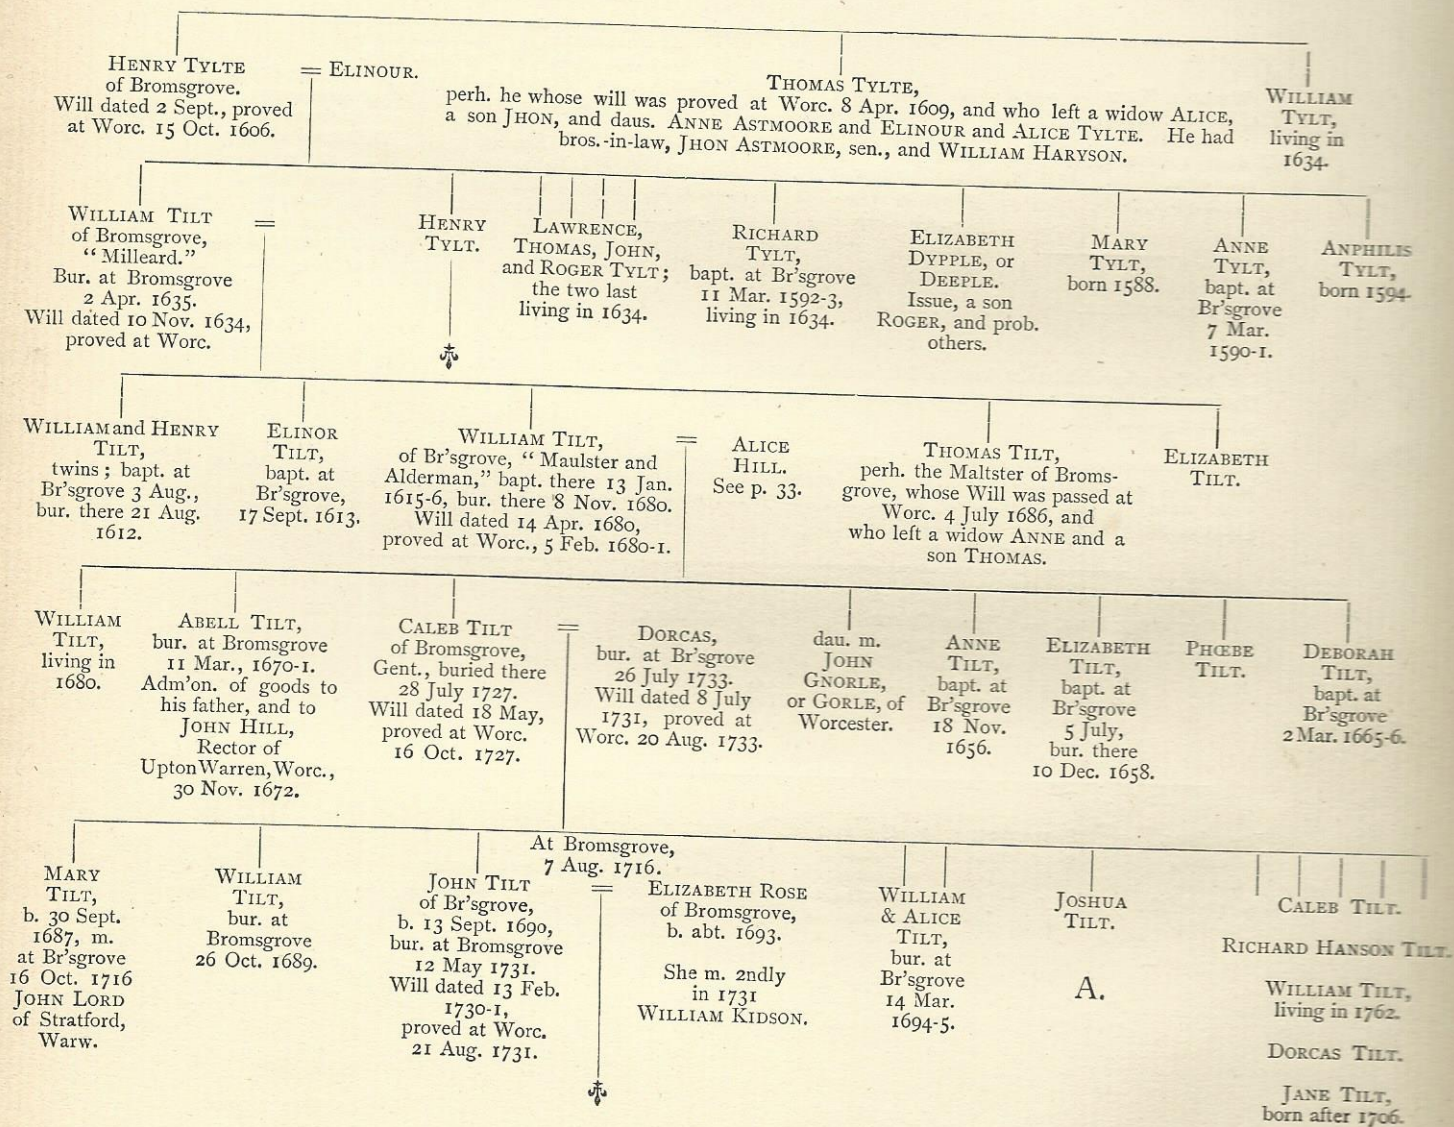 HENRY TYLTE
of Bromsgrove.
Will dated 2 Sept., proved
at Worc. 15 Oct. 1606.
= ELINOUR.
THOMAS TYLTE,
perh. he whose will was proved at Worc. 8 Apr. 1609, and who left a widow ALICE,
a son JHON, and daus. ANNE ASTMOORE and ELINOUR and ALICE TYLTE. He had
bros.-in-law, JHON ASTMOORE, sen., and WILLIAM HARYSON.
WILLIAM
TYLT,
living in
1634.
WILLIAM TILT
of Bromsgrove,
“Milleard.”
Bur. at Bromsgrove
2 Apr. 1635.
Will dated 10 Nov. 1634,
proved at Worc.
=
HENRY
TYLT.
LAWRENCE,
THOMAS, JOHN,
and ROGER TYLT;
the two last
living in 1634.
RICHARD
TYLT,
bapt. at Br'sgrove
11 Mar. 1592-3,
living in 1634.
ELIZABETH
DYPPLE, or
DEEPLE.
Issue, a son
ROGER, and prob.
others.
MARY
TYLT,
born 1588.
ANNE
TYLT,
bapt. at
Br'sgrove
7 Mar.
1590-1.
ANPHILIS
TYLT,
born 1594.
WILLIAM and HENRY
TILT,
twins; bapt. at
Br'sgrove 3 Aug.,
bur. there 21 Aug.
1612.
ELINOR
TILT,
bapt. at
Br'sgrove,
17 Sept. 1613.
WILLIAM TILT,
of Br'sgrove, “Maulster and
Alderman,” bapt. there 13 Jan.
1615-6, bur. there 8 Nov. 1680.
Will dated 14 Apr. 1680,
proved at Worc., 5 Feb. 1680-1.
=
ALICE
HILL.
See p. 33.
THOMAS TILT,
perh. the Maltster of Broms-
grove, whose Will was passed at
Worc. 4 July 1686, and
who left a widow ANNE and a
son THOMAS.
ELIZABETH
TILT.
WILLIAM
TILT,
living in
1680.
ABELL TILT,
bur. at Bromsgrove
11 Mar., 1670-1.
Adm'on. of goods to
his father, and to
JOHN HILL,
Rector of
Upton Warren, Worc.,
30 Nov. 1672.
CALEB TILT
of Bromsgrove,
Gent., buried there
28 July 1727.
Will dated 18 May,
proved at Worc.
16 Oct. 1727.
=
DORCAS,
bur. at Br'sgrove
26 July 1733.
Will dated 8 July
1731, proved at
Worc. 20 Aug. 1733.
dau. m.
JOHN
GNORLE,
or GORLE, of
Worcester.
ANNE
TILT,
bapt. at
Br'sgrove
18 Nov.
1656.
ELIZABETH
TILT,
bapt. at
Br'sgrove
5 July,
bur. there
10 Dec. 1658.
PHŒBE
TILT.
DEBORAH
TILT,
bapt. at
Br'sgrove
2 Mar. 1665-6.
MARY
TILT,
b. 30 Sept.
1687, m.
at Br'sgrove
16 Oct. 1716
JOHN LORD
of Stratford,
Warw.
WILLIAM
TILT,
bur. at
Bromsgrove
26 Oct. 1689.
At Bromsgrove,
7 Aug. 1716.
JOHN TILT
of Br'sgrove,
b. 13 Sept. 1690,
bur. at Bromsgrove
12 May 1731.
Will dated 13 Feb.
1730-1,
proved at Worc.
21 Aug. 1731.
=
ELIZABETH ROSE
of Bromsgrove,
b. abt. 1693.
She m. 2ndly
in 1731
WILLIAM KIDSON.
WILLIAM
& ALICE
TILT,
bur. at
Br'sgrove
14 Mar.
1694-5.
JOSHUA
TILT.
A.
CALEB TILT.
RICHARD HANSON TILT.
WILLIAM TILT,
living in 1762.
DORCAS TILT.
JANE TILT,
born after 1706.